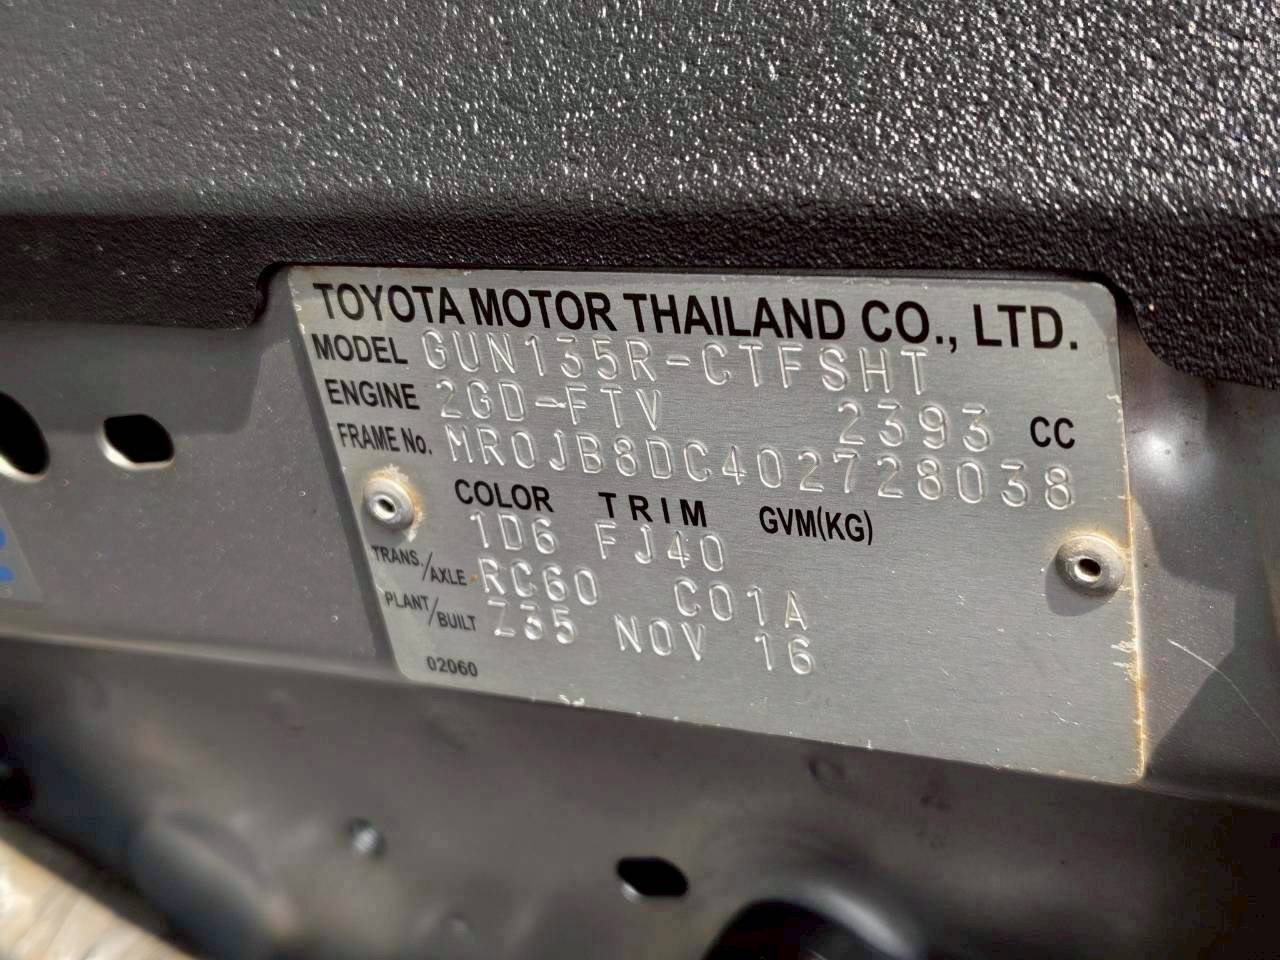 TOYOTA MOTOR THAILAND CO., LTD.
MODEL GUN135R-CTFSHT
ENGINE 2GD-FTV 2393 CC
FRAME No. MR0JB8DC402728038
COLOR TRIM GVM(KG)
1D6 FJ40
TRANS./AXLE RC60 C01A
PLANT/BUILT Z35 NOV 16
02060